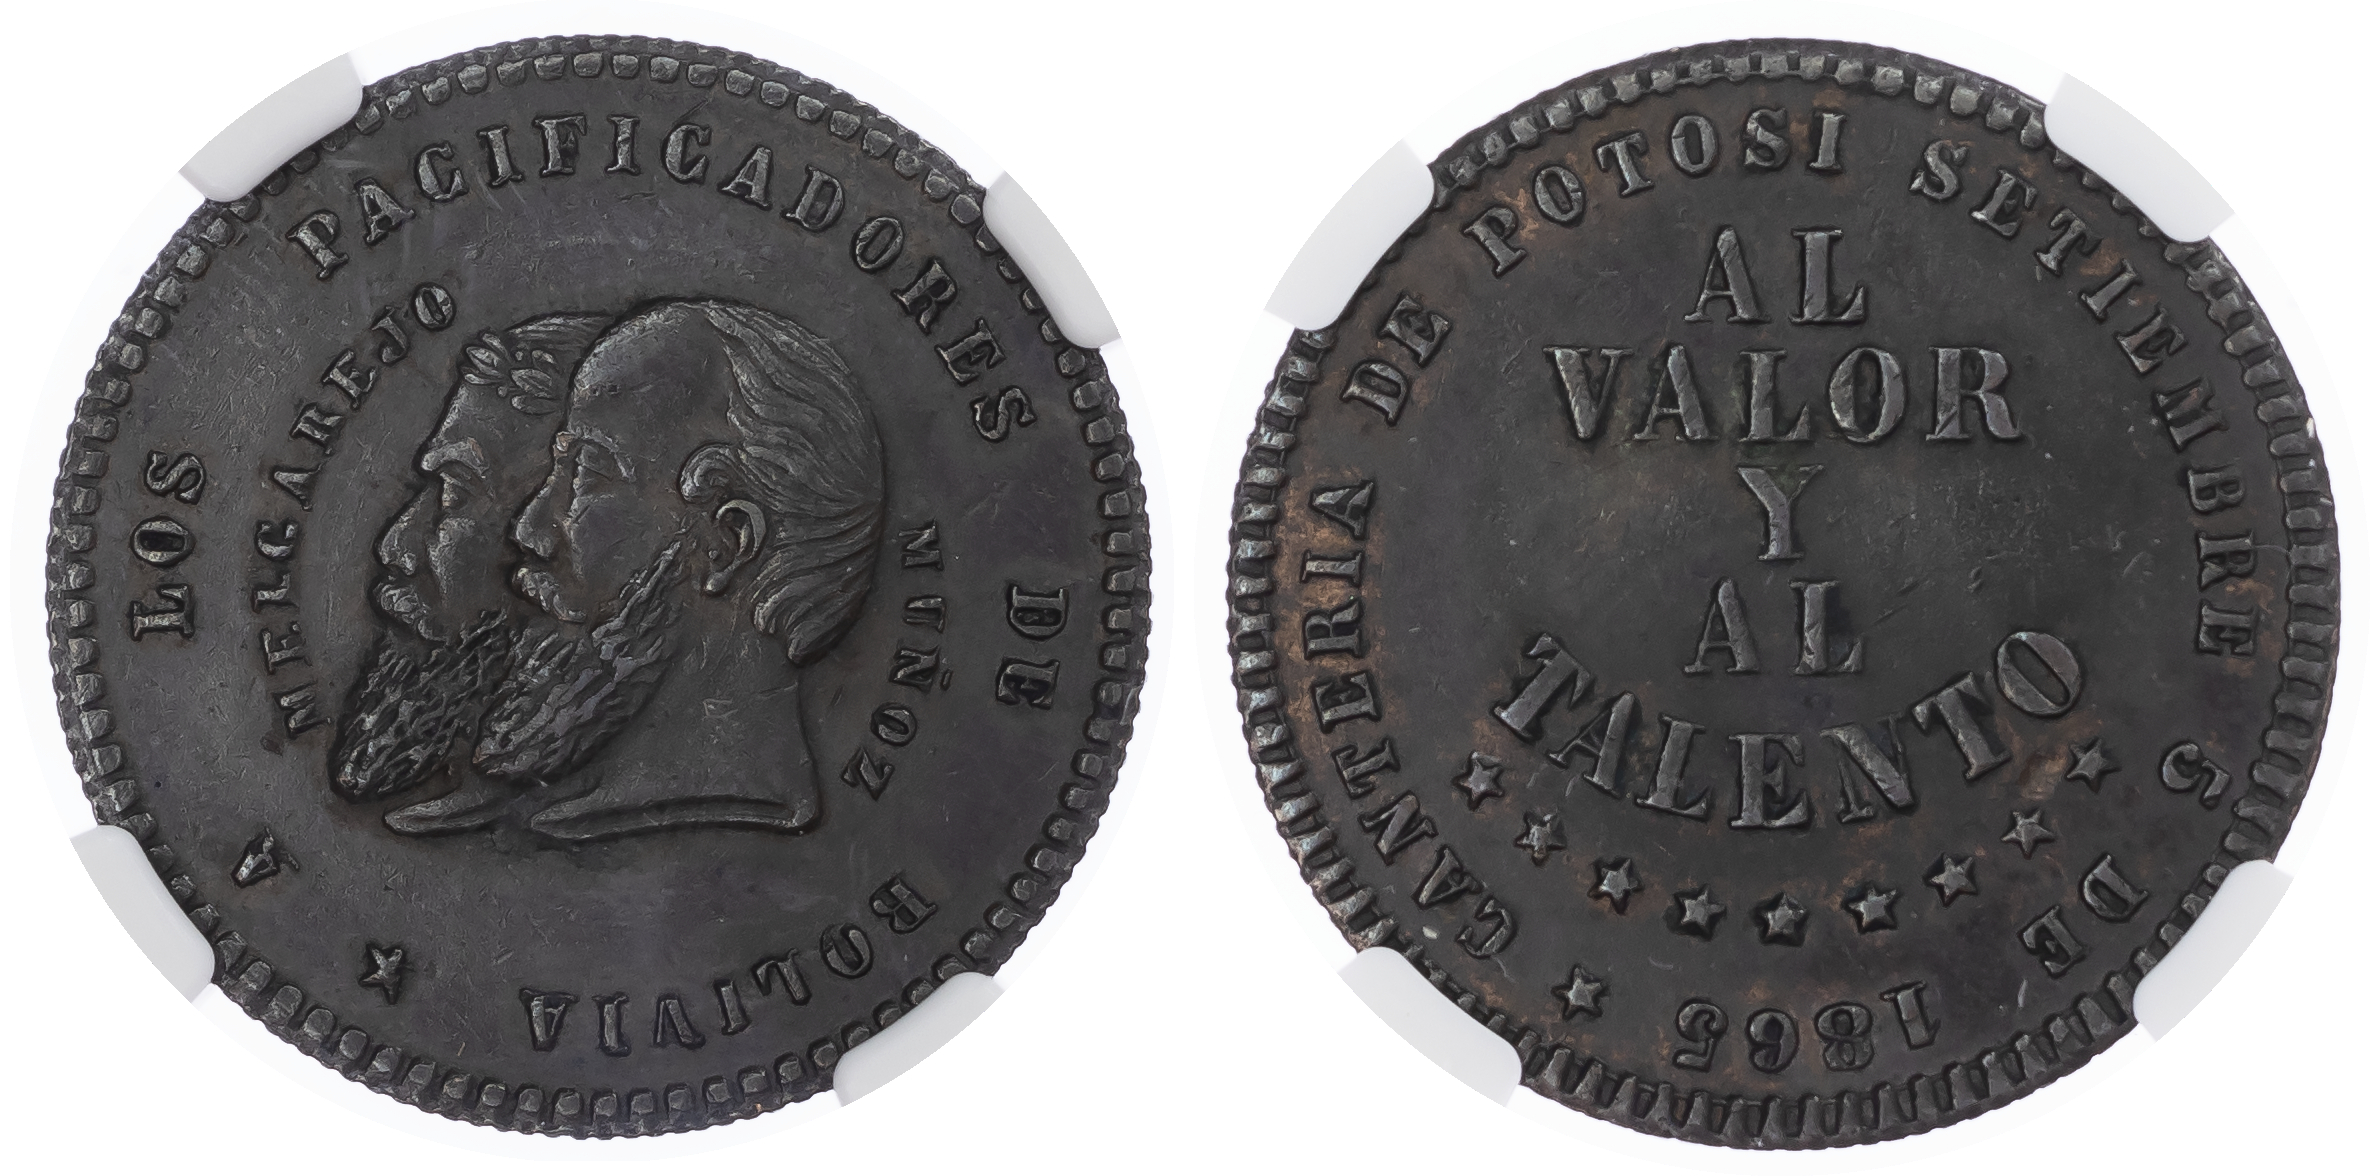 A LOS PACIFICADORES DE BOLIVIA
MELGAREJO
MUÑOZ
CANTERIA DE POTOSI SETIEMBRE 5 DE 1865
AL
VALOR
Y
AL
TALENTO